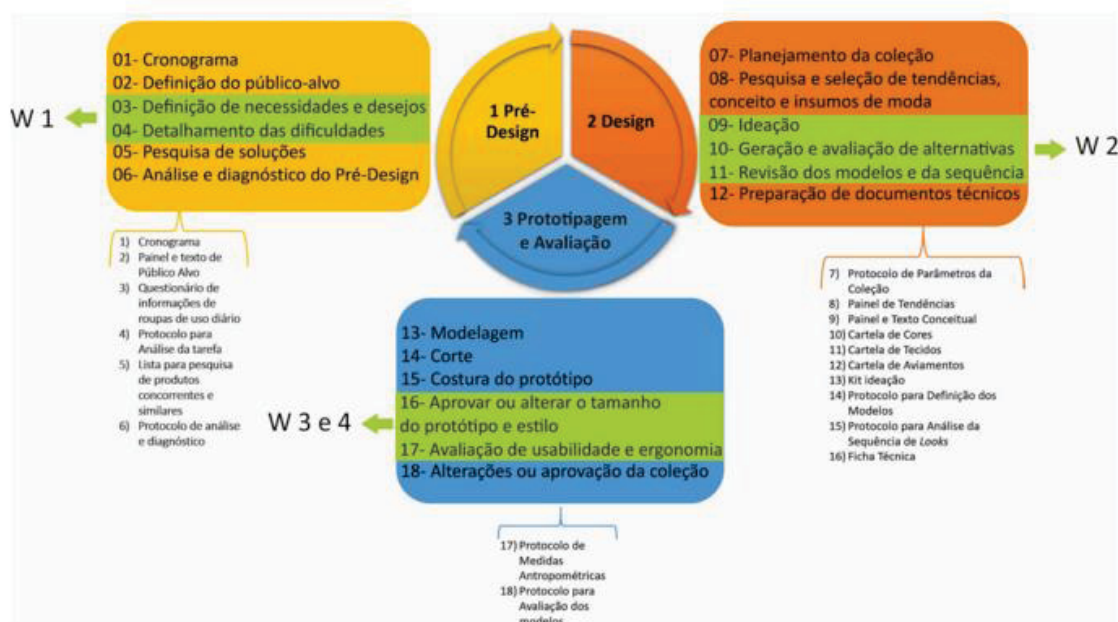 01- Cronograma
02- Definição do público-alvo
03- Definição de necessidades e desejos
04- Detalhamento das dificuldades
05- Pesquisa de soluções
06- Análise e diagnóstico do Pré-Design
W 1
1) Cronograma
2) Painel e texto de
Público Alvo
3) Questionário de
informações de
roupas de uso diário
4) Protocolo para
Análise da tarefa
5) Lista para pesquisa
de produtos
concorrentes e
similares
6) Protocolo de análise
e diagnóstico
1 Pré-
Design
2 Design
3 Prototipagem
e Avaliação
07- Planejamento da coleção
08- Pesquisa e seleção de tendências,
conceito e insumos de moda
09- Ideação
10- Geração e avaliação de alternativas
11- Revisão dos modelos e da sequência
12- Preparação de documentos técnicos
W 2
7) Protocolo de Parâmetros da
Coleção
8) Painel de Tendências
9) Painel e Texto Conceitual
10) Cartela de Cores
11) Cartela de Tecidos
12) Cartela de Aviamentos
13) Kit ideação
14) Protocolo para Definição dos
Modelos
15) Protocolo para Análise da
Sequência de Looks
16) Ficha Técnica
13- Modelagem
14- Corte
15- Costura do protótipo
16- Aprovar ou alterar o tamanho
do protótipo e estilo
17- Avaliação de usabilidade e ergonomia
18- Alterações ou aprovação da coleção
W 3 e 4
17) Protocolo de
Medidas
Antropométricas
18) Protocolo para
Avaliação dos
modelos